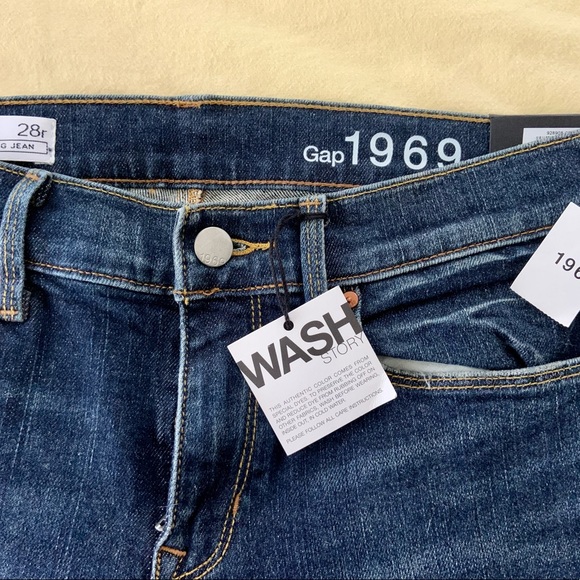 28r
G JEAN
Gap 1969
WASH
STORY
THIS AUTHENTIC COLOR COMES FROM
SPECIAL DYES. TO PRESERVE THE COLOR
AND REDUCE DYE FROM RUBBING OFF ON
OTHER FABRICS, WASH BEFORE WEARING,
INSIDE OUT, IN COLD WATER.
PLEASE FOLLOW ALL CARE INSTRUCTIONS.
196